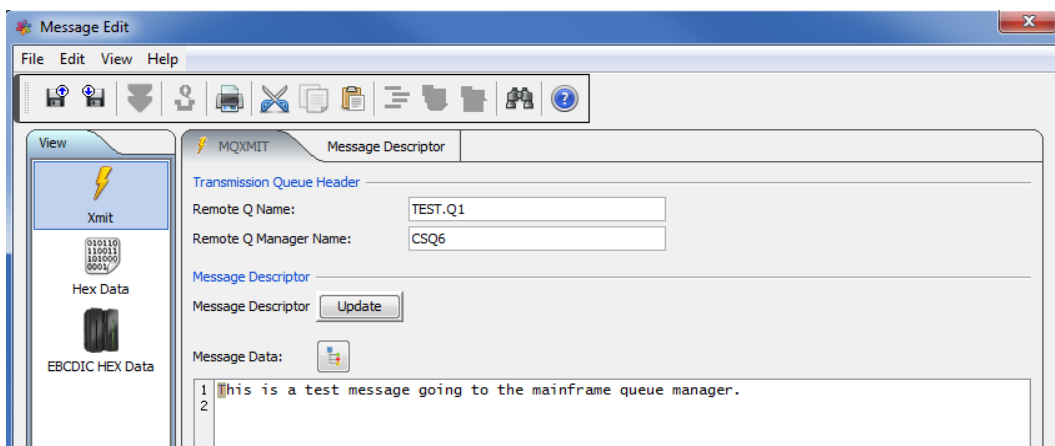 Message Edit
File Edit View Help
View
Xmit
010110
110011
101000
0001
Hex Data
EBCDIC HEX Data
MQXMIT Message Descriptor
Transmission Queue Header
Remote Q Name: TEST.Q1
Remote Q Manager Name: CSQ6
Message Descriptor
Message Descriptor Update
Message Data:
1 This is a test message going to the mainframe queue manager.
2